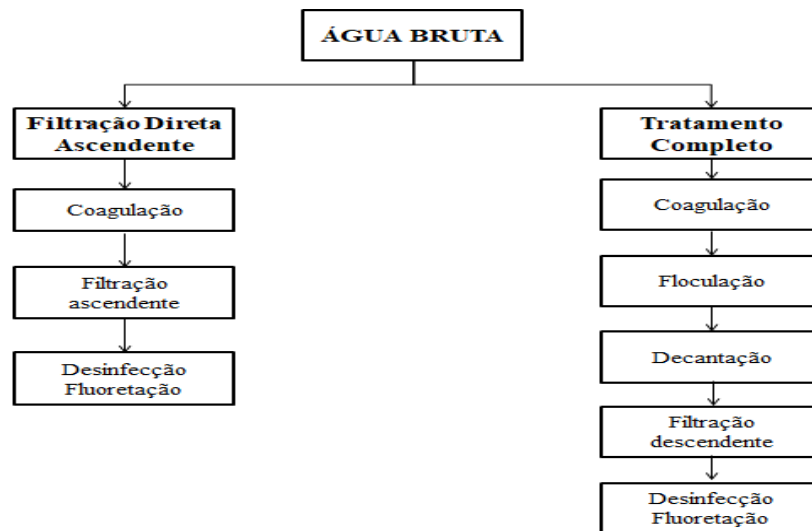 ÁGUA BRUTA
Filtração Direta
Ascendente
Coagulação
Filtração
ascendente
Desinfecção
Fluoretação
Tratamento
Completo
Coagulação
Floculação
Decantação
Filtração
descendente
Desinfecção
Fluoretação